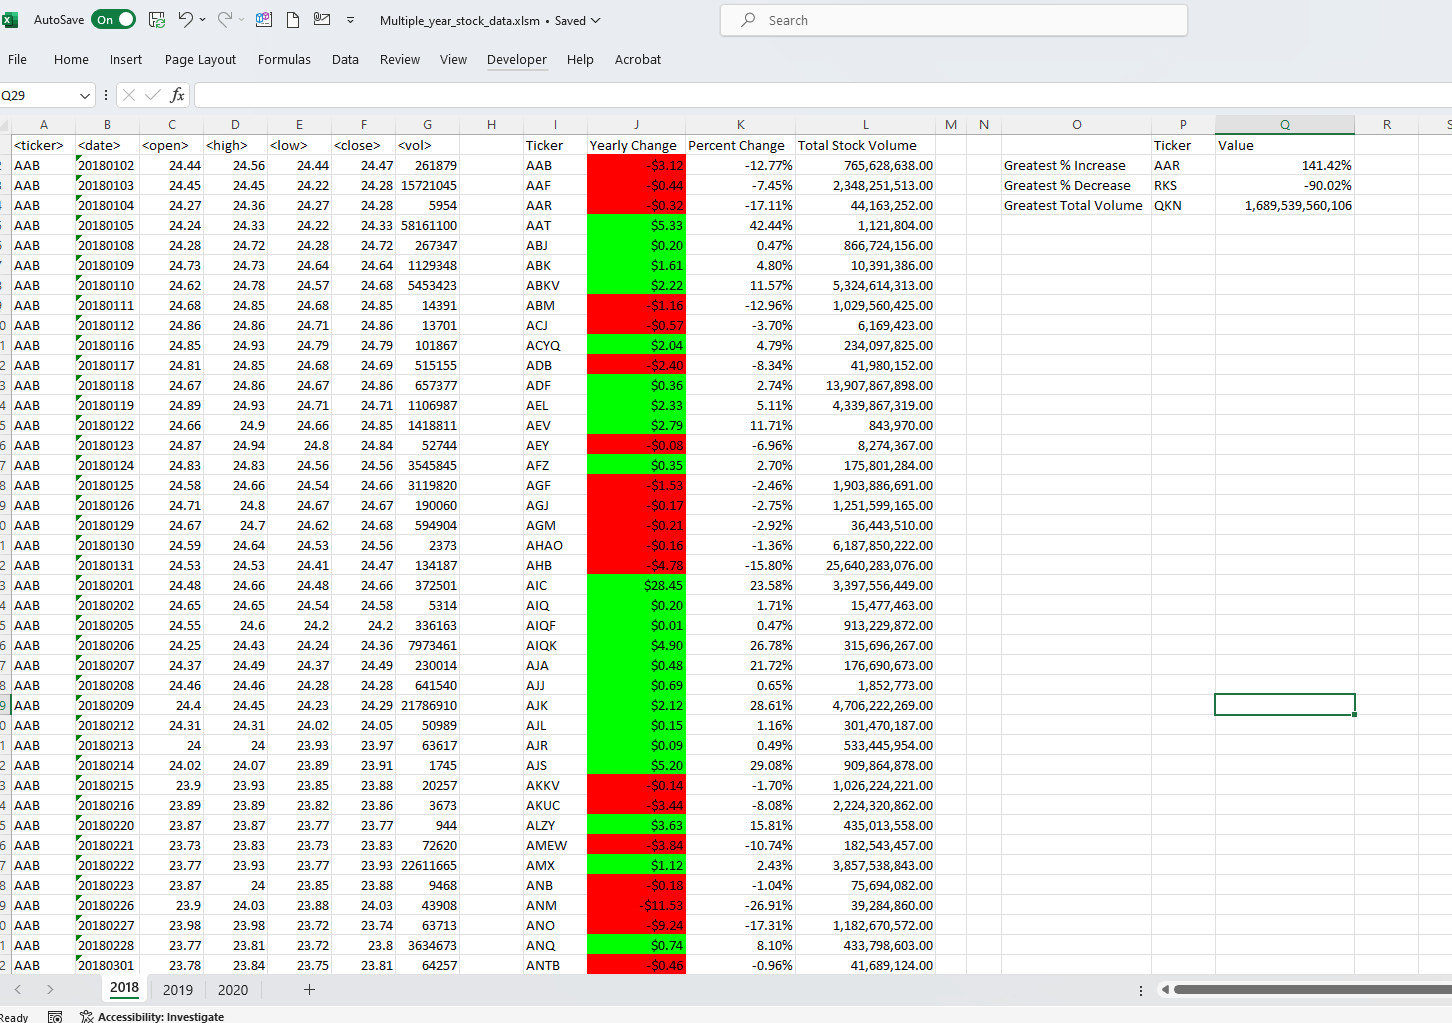 AutoSave On Multiple_year_stock_data.xlsm • Saved Search
File Home Insert Page Layout Formulas Data Review View Developer Help Acrobat
Q29 fx
A B C D E F G H I J K L M N O P Q R
<ticker> <date> <open> <high> <low> <close> <vol> Ticker Yearly Change Percent Change Total Stock Volume Ticker Value
AAB 20180102 24.44 24.56 24.44 24.47 261879 AAB -$3.12 -12.77% 765,628,638.00 Greatest % Increase AAR 141.42%
AAB 20180103 24.45 24.45 24.22 24.28 15721045 AAF -$0.44 -7.45% 2,348,251,513.00 Greatest % Decrease RKS -90.02%
AAB 20180104 24.27 24.36 24.27 24.28 5954 AAR -$0.32 -17.11% 44,163,252.00 Greatest Total Volume QKN 1,689,539,560,106
AAB 20180105 24.24 24.33 24.22 24.33 58161100 AAT $5.33 42.44% 1,121,804.00
AAB 20180108 24.28 24.72 24.28 24.72 267347 ABJ $0.20 0.47% 866,724,156.00
AAB 20180109 24.73 24.73 24.64 24.64 1129348 ABK $1.61 4.80% 10,391,386.00
AAB 20180110 24.62 24.78 24.57 24.68 5453423 ABKV $2.22 11.57% 5,324,614,313.00
AAB 20180111 24.68 24.85 24.68 24.85 14391 ABM -$1.16 -12.96% 1,029,560,425.00
AAB 20180112 24.86 24.86 24.71 24.86 13701 ACJ -$0.57 -3.70% 6,169,423.00
AAB 20180116 24.85 24.93 24.79 24.79 101867 ACYQ $2.04 4.79% 234,097,825.00
AAB 20180117 24.81 24.85 24.68 24.69 515155 ADB -$2.40 -8.34% 41,980,152.00
AAB 20180118 24.67 24.86 24.67 24.86 657377 ADF $0.36 2.74% 13,907,867,898.00
AAB 20180119 24.89 24.93 24.71 24.71 1106987 AEL $2.33 5.11% 4,339,867,319.00
AAB 20180122 24.66 24.9 24.66 24.85 1418811 AEV $2.79 11.71% 843,970.00
AAB 20180123 24.87 24.94 24.8 24.84 52744 AEY -$0.08 -6.96% 8,274,367.00
AAB 20180124 24.83 24.83 24.56 24.56 3545845 AFZ $0.35 2.70% 175,801,284.00
AAB 20180125 24.58 24.66 24.54 24.66 3119820 AGF -$1.53 -2.46% 1,903,886,691.00
AAB 20180126 24.71 24.8 24.67 24.67 190060 AGJ -$0.17 -2.75% 1,251,599,165.00
AAB 20180129 24.67 24.7 24.62 24.68 594904 AGM -$0.21 -2.92% 36,443,510.00
AAB 20180130 24.59 24.64 24.53 24.56 2373 AHAO -$0.16 -1.36% 6,187,850,222.00
AAB 20180131 24.53 24.53 24.41 24.47 134187 AHB -$4.78 -15.80% 25,640,283,076.00
AAB 20180201 24.48 24.66 24.48 24.66 372501 AIC $28.45 23.58% 3,397,556,449.00
AAB 20180202 24.65 24.65 24.54 24.58 5314 AIQ $0.20 1.71% 15,477,463.00
AAB 20180205 24.55 24.6 24.2 24.2 336163 AIQF $0.01 0.47% 913,229,872.00
AAB 20180206 24.25 24.43 24.24 24.36 7973461 AIQK $4.90 26.78% 315,696,267.00
AAB 20180207 24.37 24.49 24.37 24.49 230014 AJA $0.48 21.72% 176,690,673.00
AAB 20180208 24.46 24.46 24.28 24.28 641540 AJJ $0.69 0.65% 1,852,773.00
AAB 20180209 24.4 24.45 24.23 24.29 21786910 AJK $2.12 28.61% 4,706,222,269.00
AAB 20180212 24.31 24.31 24.02 24.05 50989 AJL $0.15 1.16% 301,470,187.00
AAB 20180213 24 24 23.93 23.97 63617 AJR $0.09 0.49% 533,445,954.00
AAB 20180214 24.02 24.07 23.89 23.91 1745 AJS $5.20 29.08% 909,864,878.00
AAB 20180215 23.9 23.93 23.85 23.88 20257 AKKV -$0.14 -1.70% 1,026,224,221.00
AAB 20180216 23.89 23.89 23.82 23.86 3673 AKUC -$3.44 -8.08% 2,224,320,862.00
AAB 20180220 23.87 23.87 23.77 23.77 944 ALZY $3.63 15.81% 435,013,558.00
AAB 20180221 23.73 23.83 23.73 23.83 72620 AMEW -$3.84 -10.74% 182,543,457.00
AAB 20180222 23.77 23.93 23.77 23.93 22611665 AMX $1.12 2.43% 3,857,538,843.00
AAB 20180223 23.87 24 23.85 23.88 9468 ANB -$0.18 -1.04% 75,694,082.00
AAB 20180226 23.9 24.03 23.88 24.03 43908 ANM -$11.53 -26.91% 39,284,860.00
AAB 20180227 23.98 23.98 23.72 23.74 63713 ANO -$9.24 -17.31% 1,182,670,572.00
AAB 20180228 23.77 23.81 23.72 23.8 3634673 ANQ $0.74 8.10% 433,798,603.00
AAB 20180301 23.78 23.84 23.75 23.81 64257 ANTB -$0.46 -0.96% 41,689,124.00
2018 2019 2020
Accessibility: Investigate